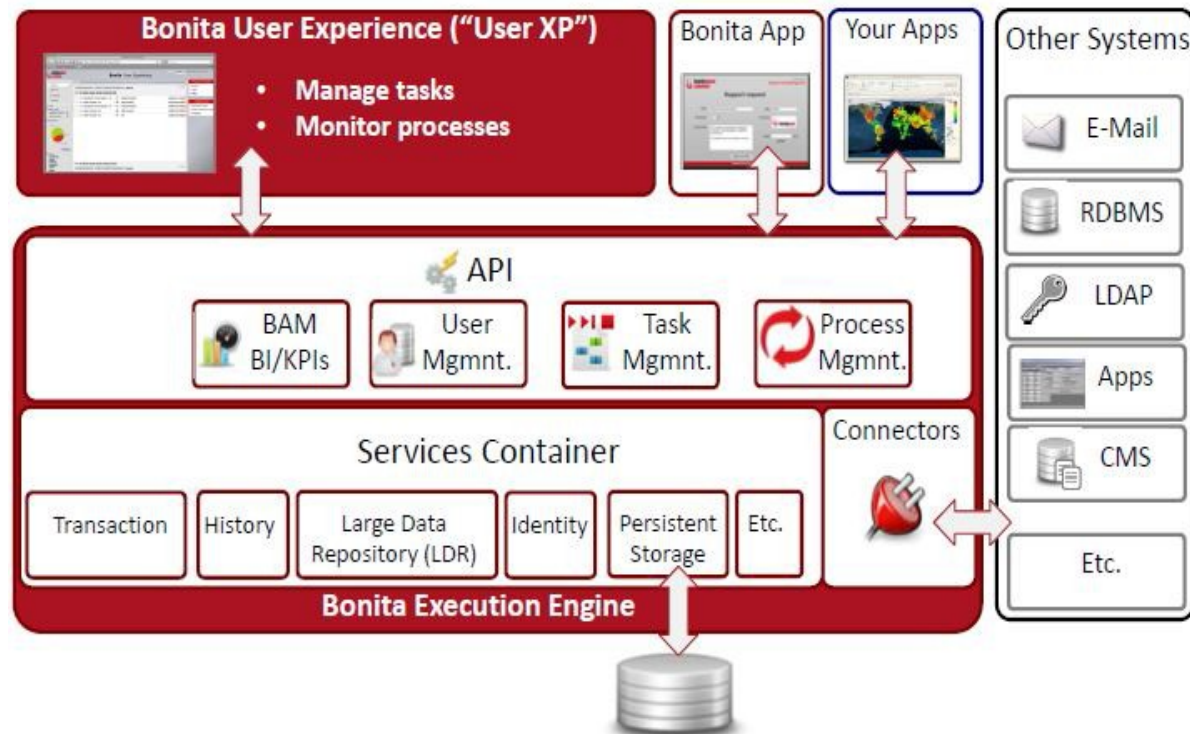 Bonita User Experience (“User XP”)
• Manage tasks
• Monitor processes
Bonita App
Support request
Your Apps
Other Systems
E-Mail
RDBMS
LDAP
Apps
CMS
Etc.
API
BAM
BI/KPIs
User
Mgmnt.
Task
Mgmnt.
Process
Mgmnt.
Services Container
Transaction
History
Large Data
Repository (LDR)
Identity
Persistent
Storage
Etc.
Connectors
Bonita Execution Engine